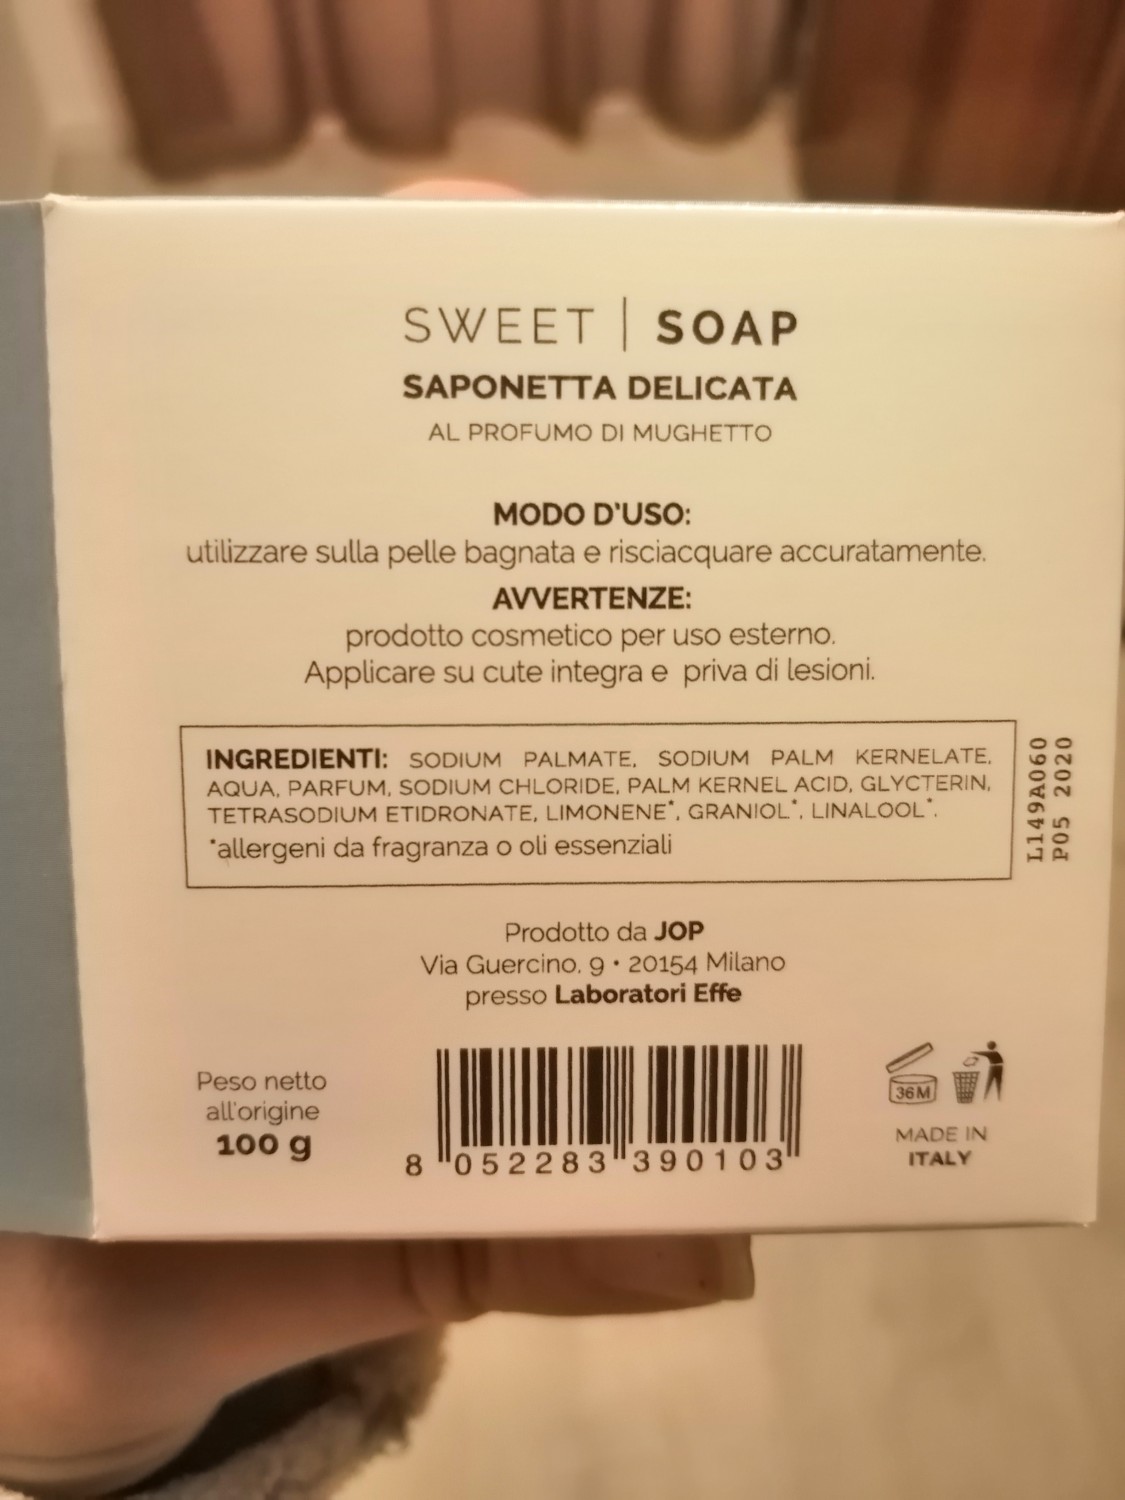 SWEET | SOAP
SAPONETTA DELICATA
AL PROFUMO DI MUGHETTO
MODO D'USO:
utilizzare sulla pelle bagnata e risciacquare accuratamente.
AVVERTENZE:
prodotto cosmetico per uso esterno.
Applicare su cute integra e priva di lesioni.
INGREDIENTI: SODIUM PALMATE, SODIUM PALM KERNELATE,
AQUA, PARFUM, SODIUM CHLORIDE, PALM KERNEL ACID, GLYCTERIN,
TETRASODIUM ETIDRONATE, LIMONENE*, GRANIOL*, LINALOOL*.
*allergeni da fragranza o oli essenziali
L149A060
P05 2020
Prodotto da JOP
Via Guercino, 9 • 20154 Milano
presso Laboratori Effe
Peso netto
all'origine
100 g
8 052283 390103
36M
MADE IN
ITALY